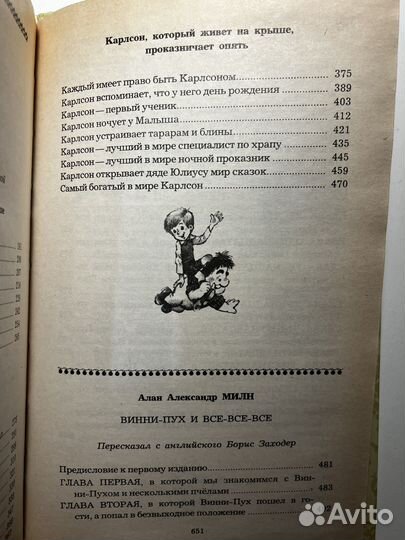 Карлсон, который живет на крыше,
проказничает опять
Каждый имеет право быть Карлсоном 375
Карлсон вспоминает, что у него день рождения 389
Карлсон — первый ученик 403
Карлсон ночует у Малыша 412
Карлсон устраивает тарарам и блины 421
Карлсон — лучший в мире специалист по храпу 435
Карлсон — лучший в мире ночной проказник 445
Карлсон открывает дяде Юлиусу мир сказок 459
Самый богатый в мире Карлсон 470
Алан Александр МИЛН
ВИННИ-ПУХ И ВСЕ-ВСЕ-ВСЕ
Пересказал с английского Борис Заходер
Предисловие к первому изданию 481
ГЛАВА ПЕРВАЯ, в которой мы знакомимся с Вин-
ни-Пухом и несколькими пчёлами 483
ГЛАВА ВТОРАЯ, в которой Винни-Пух пошел в го-
сти, а попал в безвыходное положение
651
Avito